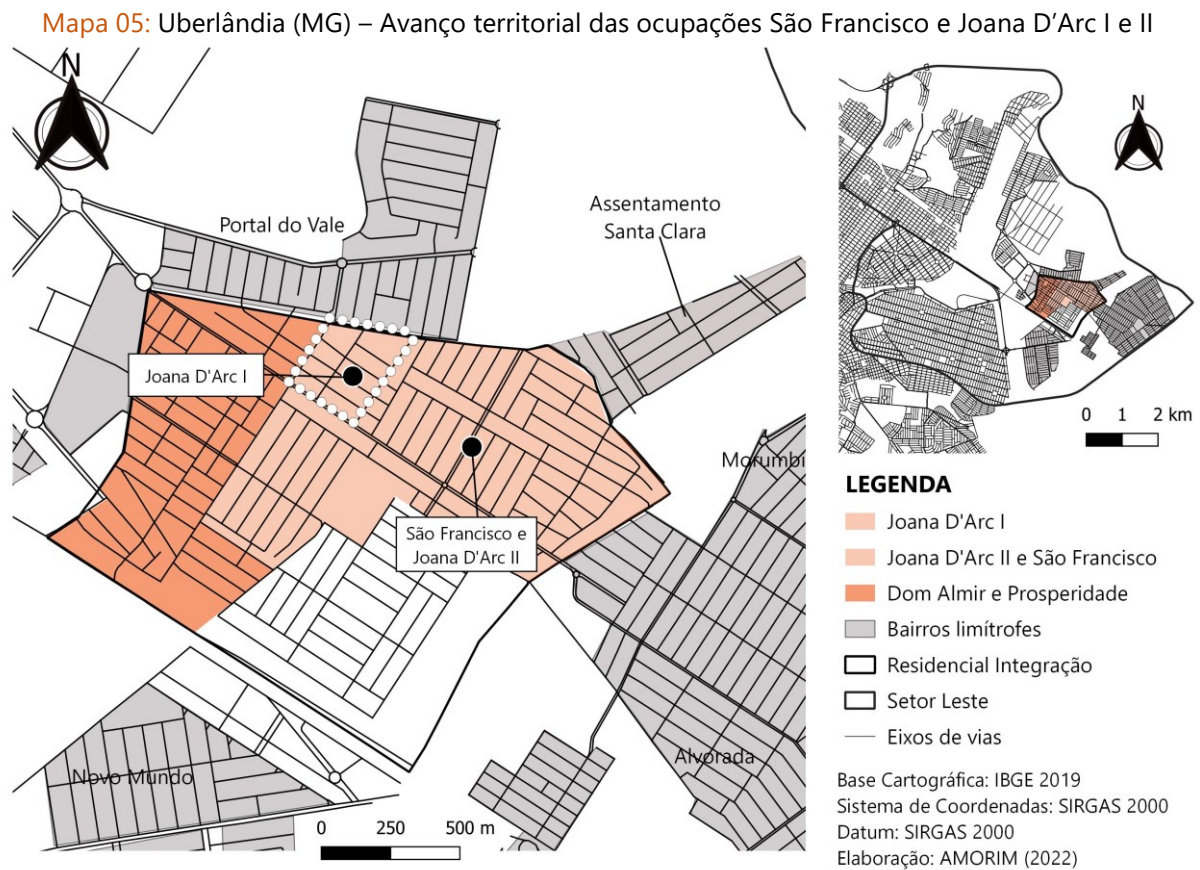 Mapa 05: Uberlândia (MG) – Avanço territorial das ocupações São Francisco e Joana D’Arc I e II
N
Portal do Vale
Assentamento
Santa Clara
Joana D'Arc I
Morumbi
São Francisco e
Joana D'Arc II
Alvorada
Novo Mundo
0 250 500 m
N
0 1 2 km
LEGENDA
Joana D'Arc I
Joana D'Arc II e São Francisco
Dom Almir e Prosperidade
Bairros limítrofes
Residencial Integração
Setor Leste
Eixos de vias
Base Cartográfica: IBGE 2019
Sistema de Coordenadas: SIRGAS 2000
Datum: SIRGAS 2000
Elaboração: AMORIM (2022)